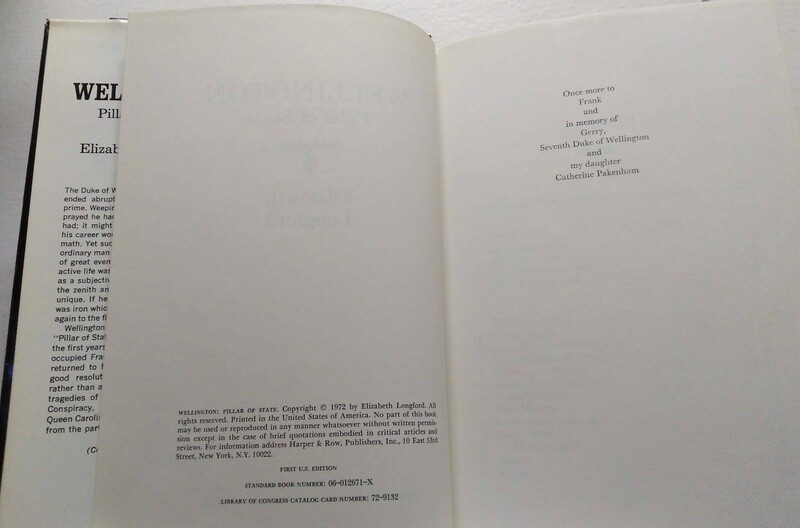 WEL
Pill
Elizab
The Duke of W
ended abrupt
prime. Weepin
prayed he had
had; it might
his career wo
math. Yet suc
ordinary man
of great even
active life was
as a subjectiv
the zenith an
unique. If he
was iron whic
again to the fi
Wellington
"Pillar of Stat
the first years
occupied Fra
returned to h
good resolut
rather than a
tragedies of
Conspiracy,
Queen Carolin
from the part
(Co
WELLINGTON: PILLAR OF STATE. Copyright © 1972 by Elizabeth Longford. All
rights reserved. Printed in the United States of America. No part of this book
may be used or reproduced in any manner whatsoever without written permis-
sion except in the case of brief quotations embodied in critical articles and
reviews. For information address Harper & Row, Publishers, Inc., 10 East 53rd
Street, New York, N.Y. 10022.
FIRST U.S. EDITION
STANDARD BOOK NUMBER: 06-012671-X
LIBRARY OF CONGRESS CATALOG CARD NUMBER: 72-9132
Once more to
Frank
and
in memory of
Gerry,
Seventh Duke of Wellington
and
my daughter
Catherine Pakenham